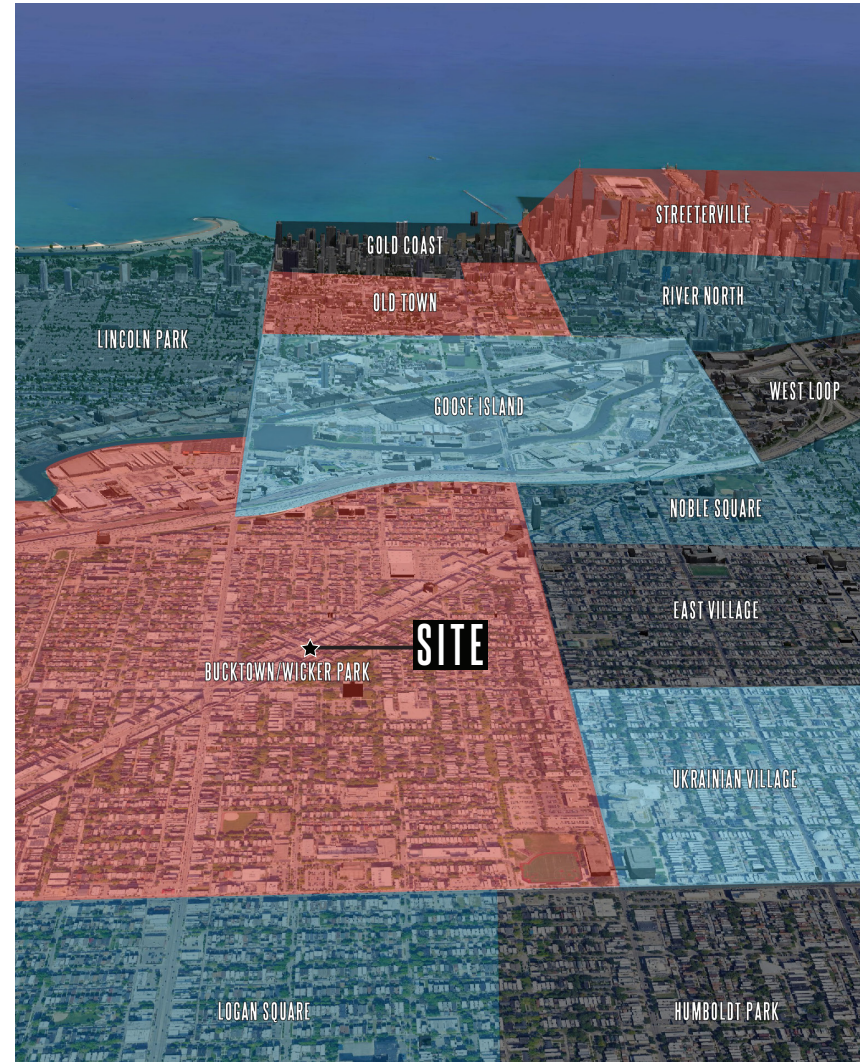 STREETERVILLE
GOLD COAST
RIVER NORTH
OLD TOWN
LINCOLN PARK
WEST LOOP
GOOSE ISLAND
NOBLE SQUARE
EAST VILLAGE
SITE
BUCKTOWN/WICKER PARK
UKRAINIAN VILLAGE
LOGAN SQUARE
HUMBOLDT PARK